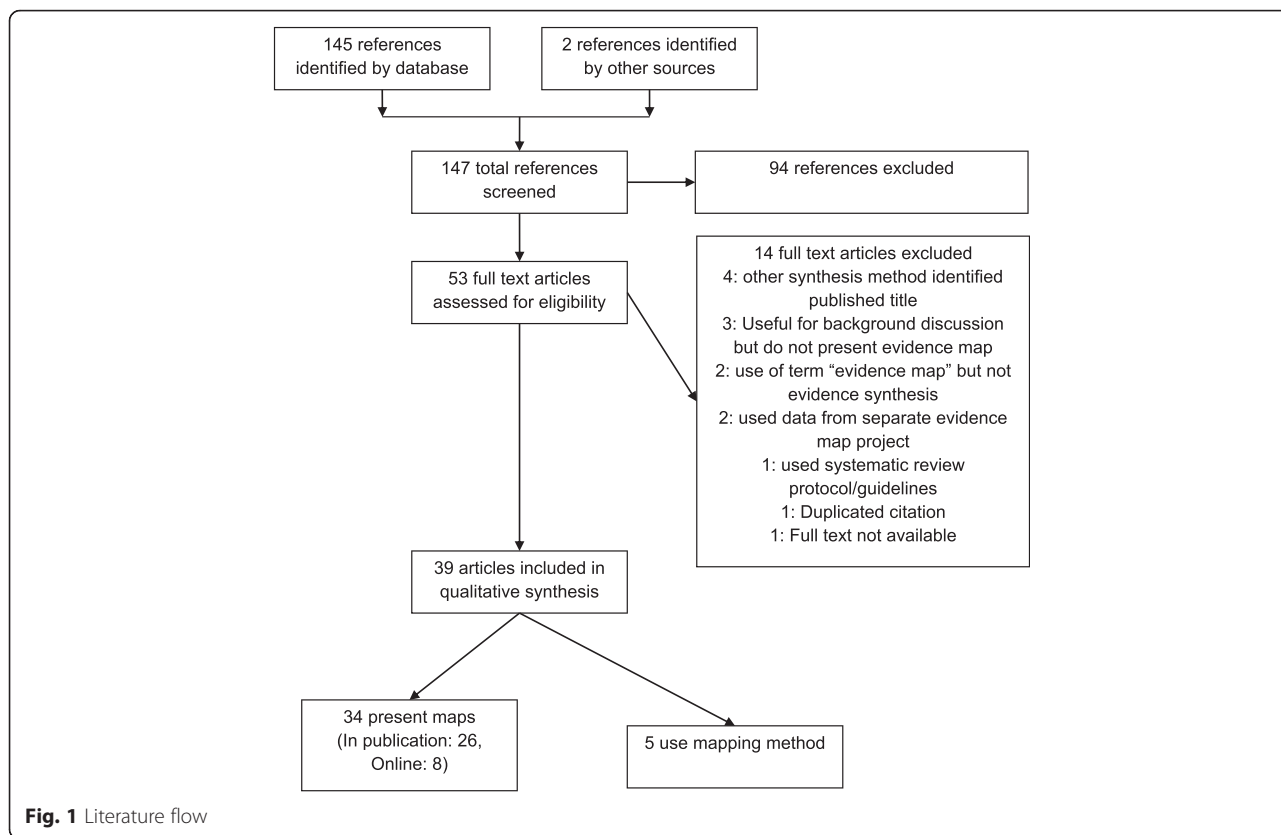 145 references
identified by database
2 references identified
by other sources
147 total references
screened
94 references excluded
53 full text articles
assessed for eligibility
14 full text articles excluded
4: other synthesis method identified
published title
3: Useful for background discussion
but do not present evidence map
2: use of term “evidence map” but not
evidence synthesis
2: used data from separate evidence
map project
1: used systematic review
protocol/guidelines
1: Duplicated citation
1: Full text not available
39 articles included in
qualitative synthesis
34 present maps
(In publication: 26,
Online: 8)
5 use mapping method
Fig. 1 Literature flow